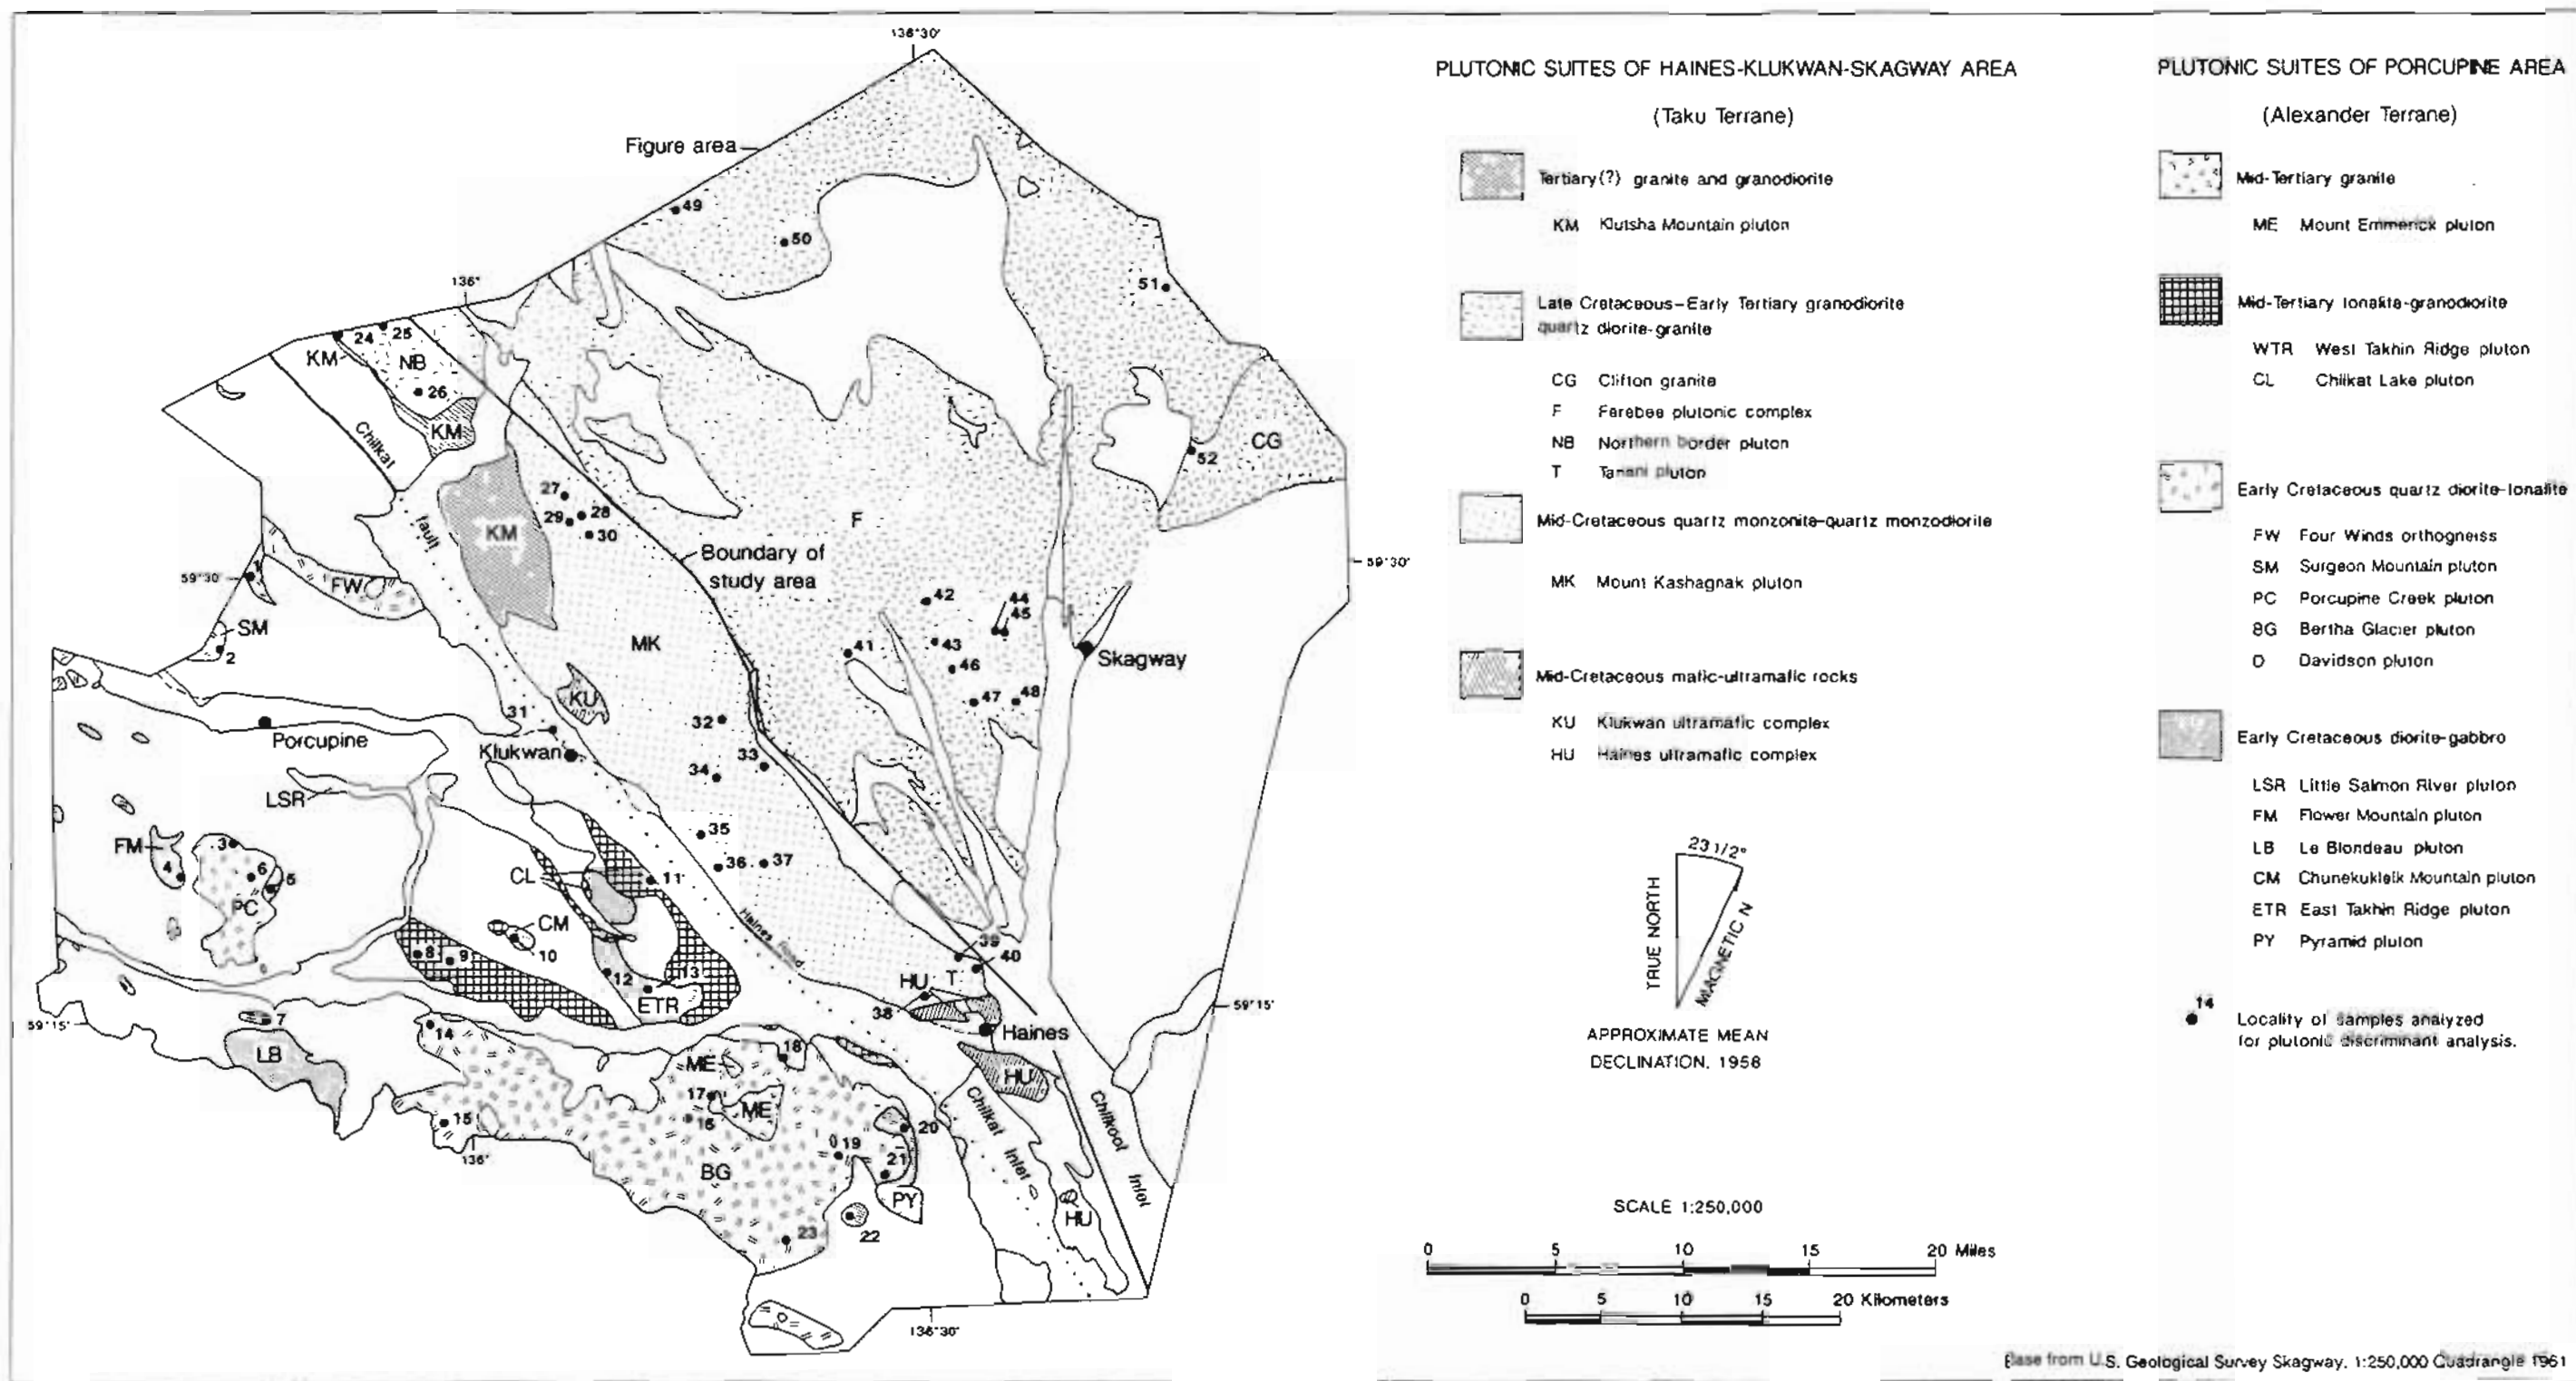 136°30'
Figure area
49
50
51
136°
24
25
KM
NB
26
KM
Chilkat
fault
CG
52
27
28
29
30
KM
F
Boundary of
study area
59°30'
59°30'
1
FW
SM
2
42
44
45
41
43
46
47
48
MK
Skagway
KU
31
32
Porcupine
Klukwan
33
34
LSR
35
36
37
FM
3
4
6
5
PC
CL
11
Haines Road
CM
10
8
9
12
13
ETR
39
40
HU
T
38
Haines
59°15'
59°15'
7
LB
14
18
ME
17
ME
16
15
136°
HU
Chilkat Inlet
Chilkoot Inlet
20
19
21
BG
PY
22
23
HU
136°30'
PLUTONIC SUITES OF HAINES-KLUKWAN-SKAGWAY AREA
(Taku Terrane)
Tertiary(?) granite and granodiorite
KM Klutsha Mountain pluton
Late Cretaceous-Early Tertiary granodiorite
quartz diorite-granite
CG Clifton granite
F Ferebee plutonic complex
NB Northern border pluton
T Tanani pluton
Mid-Cretaceous quartz monzonite-quartz monzodiorite
MK Mount Kashagnak pluton
Mid-Cretaceous mafic-ultramafic rocks
KU Klukwan ultramafic complex
HU Haines ultramafic complex
23 1/2°
TRUE NORTH
MAGNETIC N
APPROXIMATE MEAN
DECLINATION, 1958
SCALE 1:250,000
0 5 10 15 20 Miles
0 5 10 15 20 Kilometers
PLUTONIC SUITES OF PORCUPINE AREA
(Alexander Terrane)
Mid-Tertiary granite
ME Mount Emmerick pluton
Mid-Tertiary tonalite-granodiorite
WTR West Takhin Ridge pluton
CL Chilkat Lake pluton
Early Cretaceous quartz diorite-tonalite
FW Four Winds orthogneiss
SM Surgeon Mountain pluton
PC Porcupine Creek pluton
BG Bertha Glacier pluton
D Davidson pluton
Early Cretaceous diorite-gabbro
LSR Little Salmon River pluton
FM Flower Mountain pluton
LB Le Blondeau pluton
CM Chunekukleik Mountain pluton
ETR East Takhin Ridge pluton
PY Pyramid pluton
14
Locality of samples analyzed
for plutonic discriminant analysis.
Base from U.S. Geological Survey Skagway, 1:250,000 Quadrangle 1961